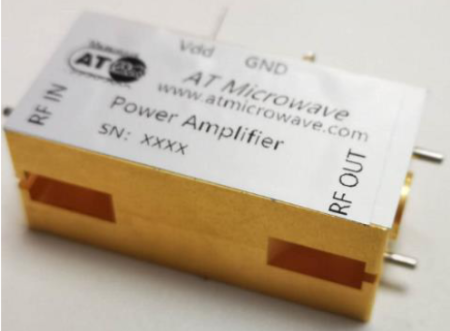 Vdd GND
AT
AT Microwave
www.atmicrowave.com
RF IN
Power Amplifier
SN: XXXX
RF OUT